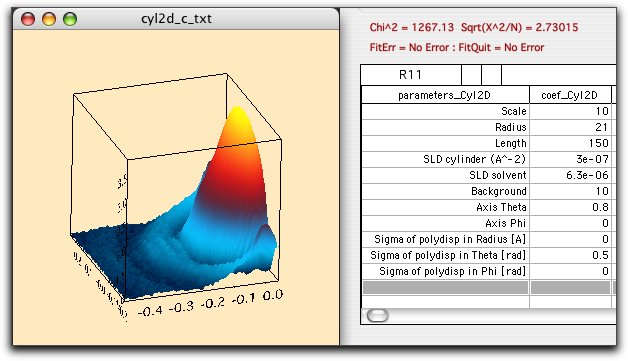 cyl2d_c_txt
-0.4 -0.3 -0.2 -0.1 0.0
Chi^2 = 1267.13 Sqrt(X^2/N) = 2.73015
FitErr = No Error : FitQuit = No Error
R11
parameters_Cyl2D coef_Cyl2D
Scale 10
Radius 21
Length 150
SLD cylinder (A^-2) 3e-07
SLD solvent 6.3e-06
Background 10
Axis Theta 0.8
Axis Phi 0
Sigma of polydisp in Radius [A] 0
Sigma of polydisp in Theta [rad] 0.5
Sigma of polydisp in Phi [rad] 0